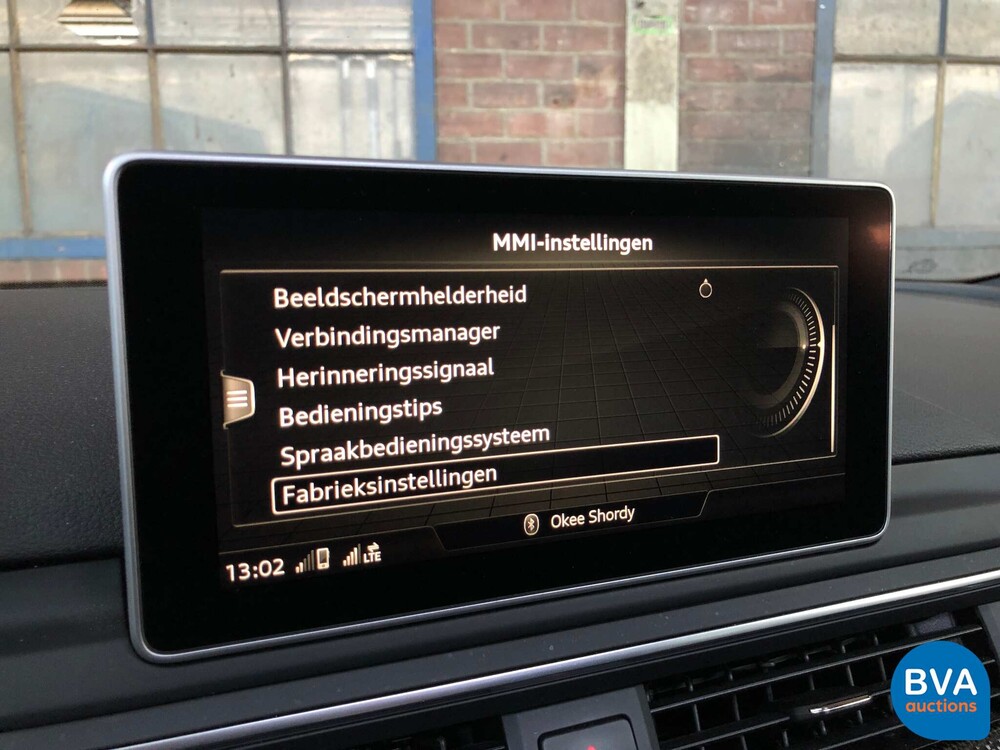 MMI-instellingen
Beeldschermhelderheid
Verbindingsmanager
Herinneringssignaal
Bedieningstips
Spraakbedieningssysteem
Fabrieksinstellingen
Okee Shordy
13:02
LTE
BVA
auctions